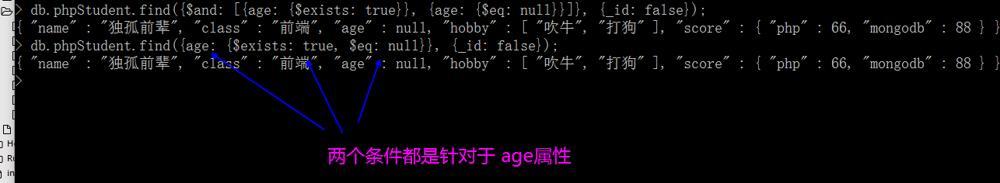 > db.phpStudent.find({$and: [{age: {$exists: true}}, {age: {$eq: null}}]}, {_id: false});
{ "name" : "独孤前辈", "class" : "前端", "age" : null, "hobby" : [ "吹牛", "打狗" ], "score" : { "php" : 66, "mongodb" : 88 } }
> db.phpStudent.find({age: {$exists: true, $eq: null}}, {_id: false});
{ "name" : "独孤前辈", "class" : "前端", "age" : null, "hobby" : [ "吹牛", "打狗" ], "score" : { "php" : 66, "mongodb" : 88 } }
>
He
Ru
in
两个条件都是针对于 age属性